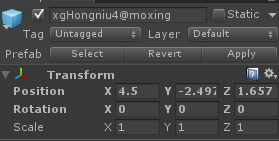 xgHongniu4@moxing Static
Tag Untagged Layer Default
Prefab Select Revert Apply
Transform
Position X 4.5 Y -2.497 Z 1.657
Rotation X 0 Y 0 Z 0
Scale X 1 Y 1 Z 1